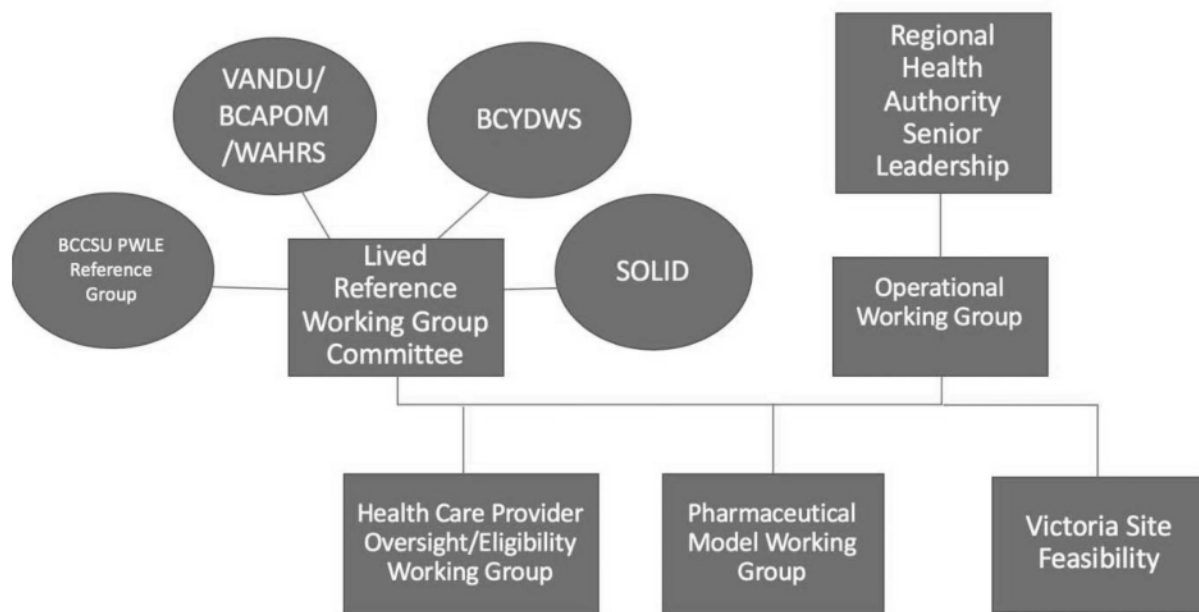 VANDU/
BCAPOM
/WAHRS
BCYDWS
Regional
Health
Authority
Senior
Leadership
BCCSU PWLE
Reference
Group
Lived
Reference
Working Group
Committee
SOLID
Operational
Working Group
Health Care Provider
Oversight/Eligibility
Working Group
Pharmaceutical
Model Working
Group
Victoria Site
Feasibility